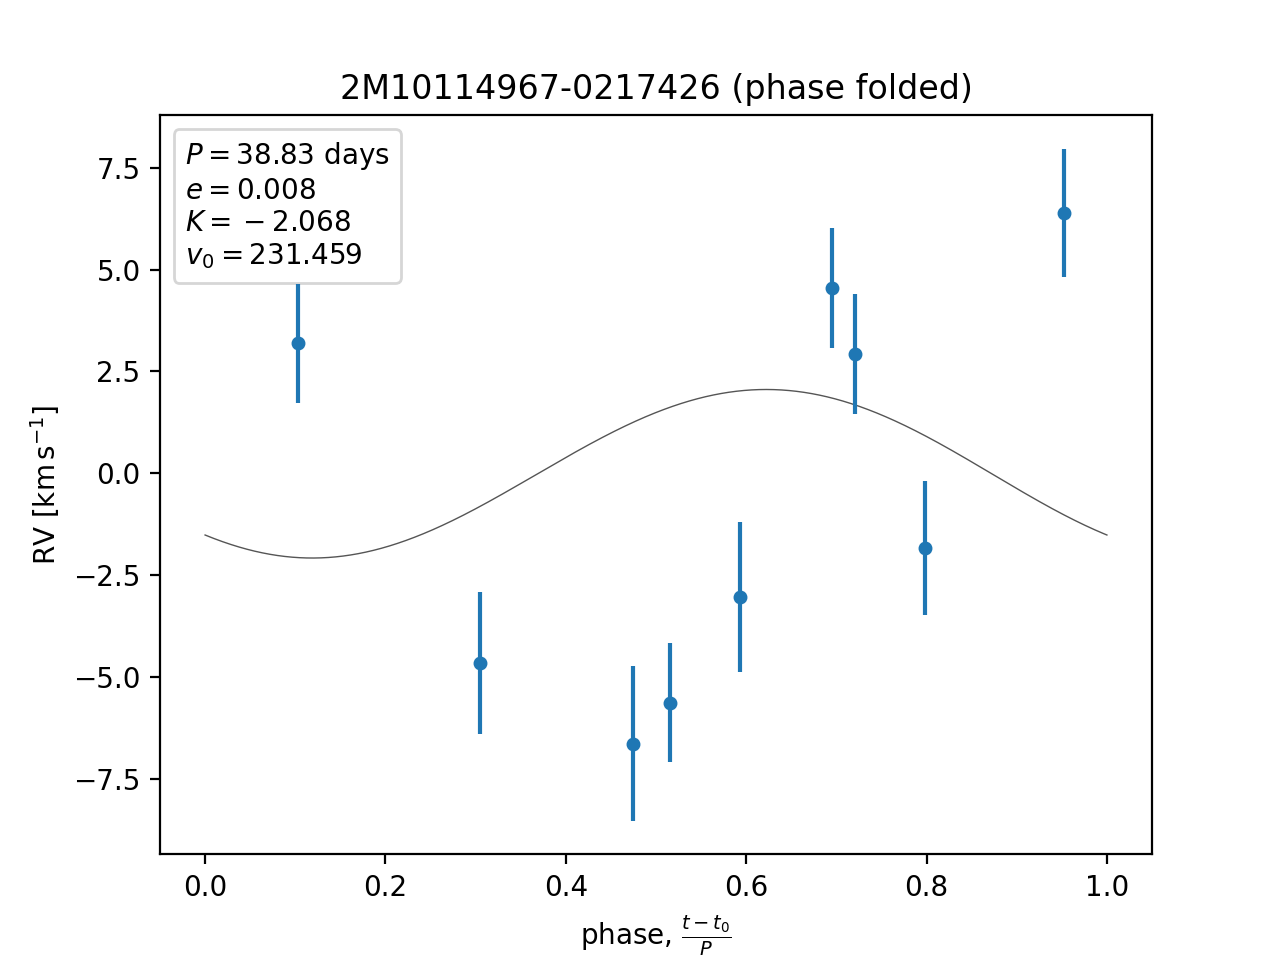 2M10114967-0217426 (phase folded)
P = 38.83 days
e = 0.008
K = −2.068
v₀ = 231.459
7.5
5.0
2.5
0.0
−2.5
−5.0
−7.5
RV [km s⁻¹]
0.0 0.2 0.4 0.6 0.8 1.0
phase, (t − t₀)/P